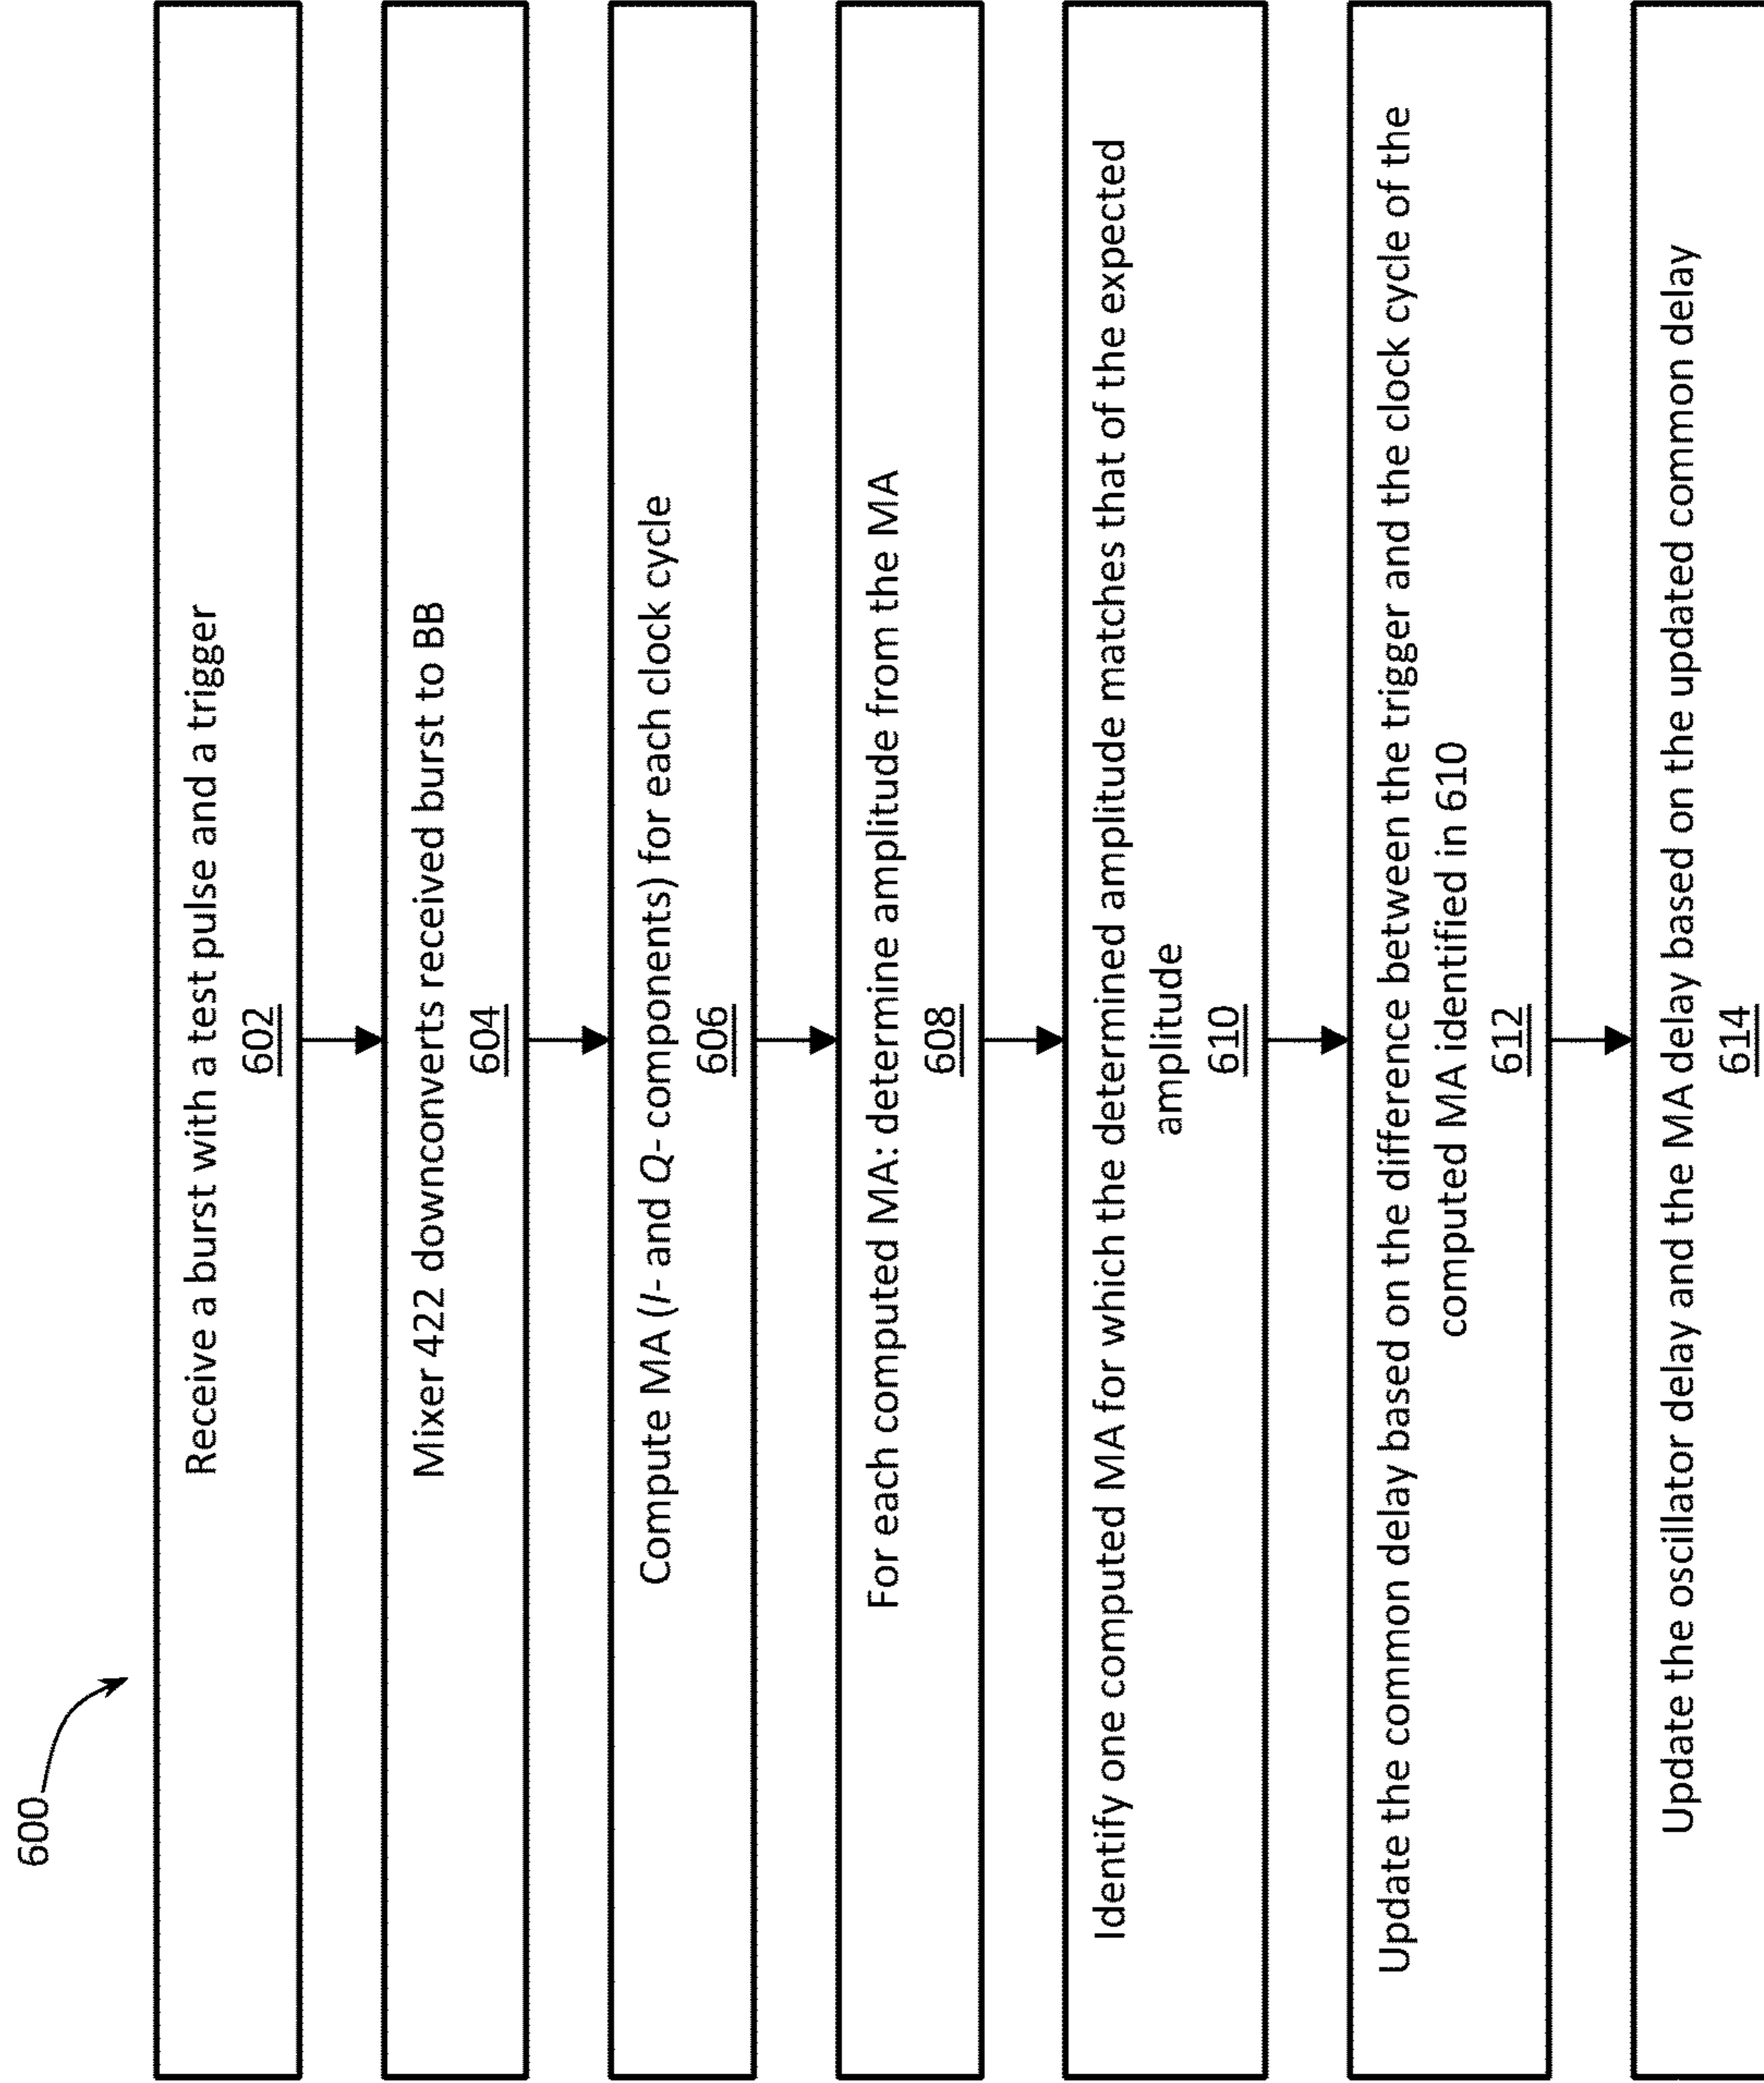 600
Receive a burst with a test pulse and a trigger
602
Mixer 422 downconverts received burst to BB
604
Compute MA (I- and Q- components) for each clock cycle
606
For each computed MA: determine amplitude from the MA
608
Identify one computed MA for which the determined amplitude matches that of the expected
amplitude
610
Update the common delay based on the difference between the trigger and the clock cycle of the
computed MA identified in 610
612
Update the oscillator delay and the MA delay based on the updated common delay
614